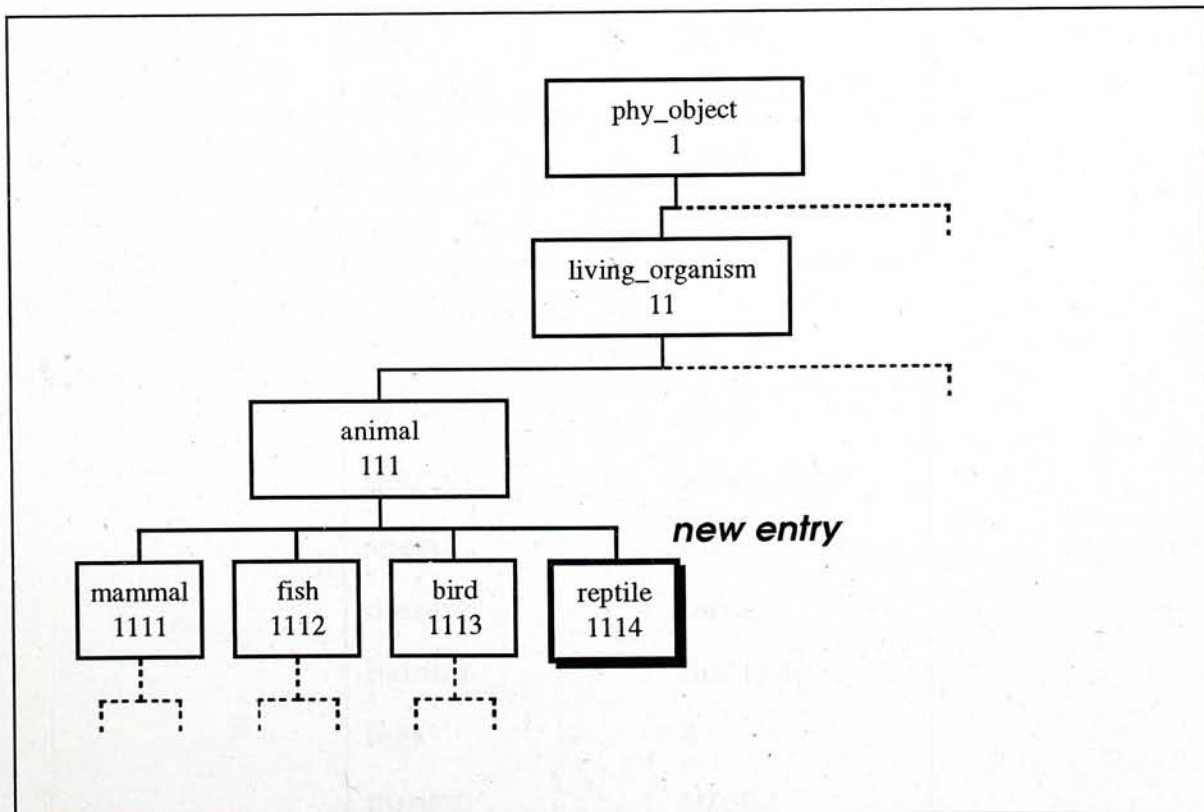 phy_object
1
living_organism
11
animal
111
new entry
mammal
1111
fish
1112
bird
1113
reptile
1114